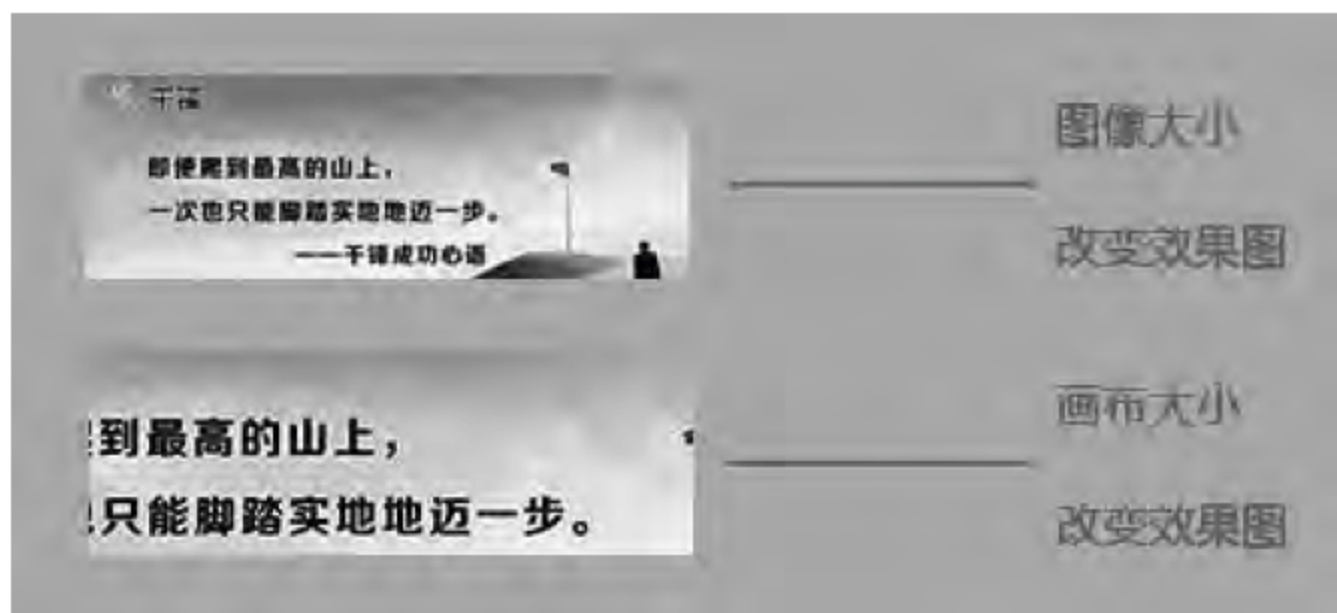 千锋
即使爬到最高的山上，
一次也只能脚踏实地地迈一步。
——千锋成功心语
图像大小
改变效果图
到最高的山上，
只能脚踏实地地迈一步。
画布大小
改变效果图